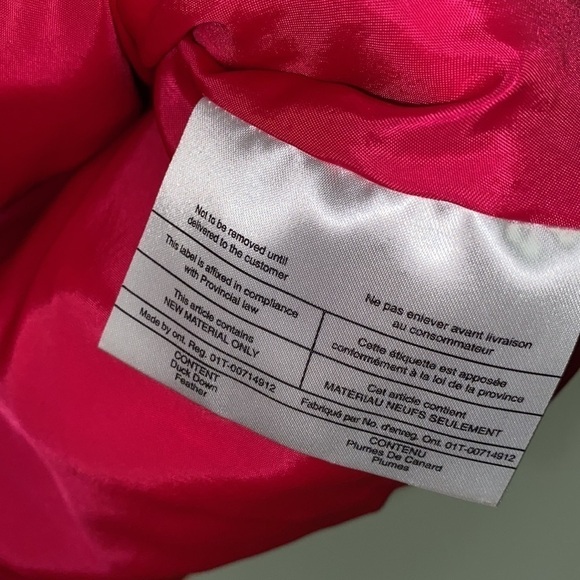 Not to be removed until
delivered to the customer
This label is affixed in compliance
with Provincial law
This article contains
NEW MATERIAL ONLY
Made by ont. Reg. 01T-00714912
CONTENT
Duck Down
Feather
Ne pas enlever avant livraison
au consommateur
Cette étiquette est apposée
conformément à la loi de la province
Cet article contient
MATERIAU NEUFS SEULEMENT
Fabriqué par No. d'enreg. Ont. 01T-00714912
CONTENU
Plumes De Canard
Plumes